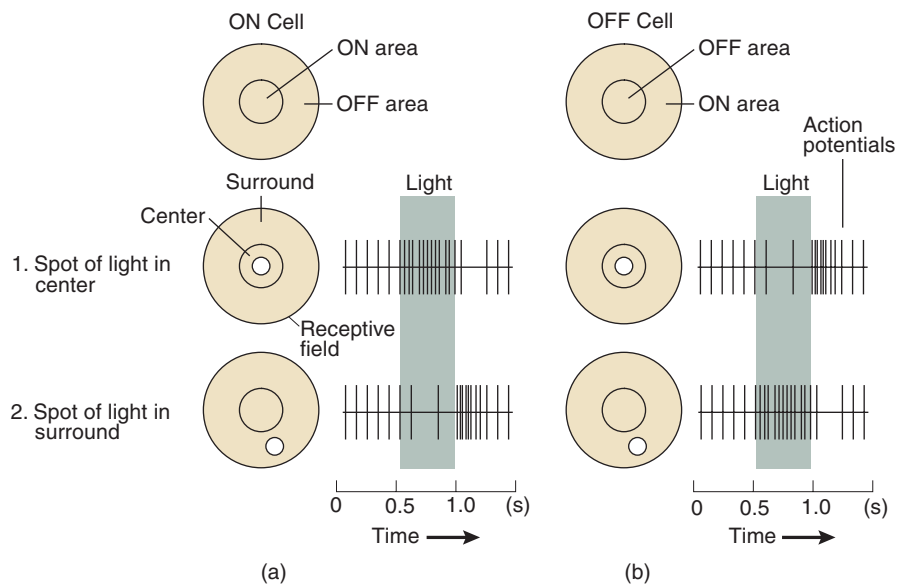 (a)
ON Cell
ON area
OFF area
Surround
Center
Light
1. Spot of light in
center
Receptive
field
2. Spot of light in
surround
0 0.5 1.0 (s)
Time
(b)
OFF Cell
OFF area
ON area
Action
potentials
Light
0 0.5 1.0 (s)
Time
(a)
(b)